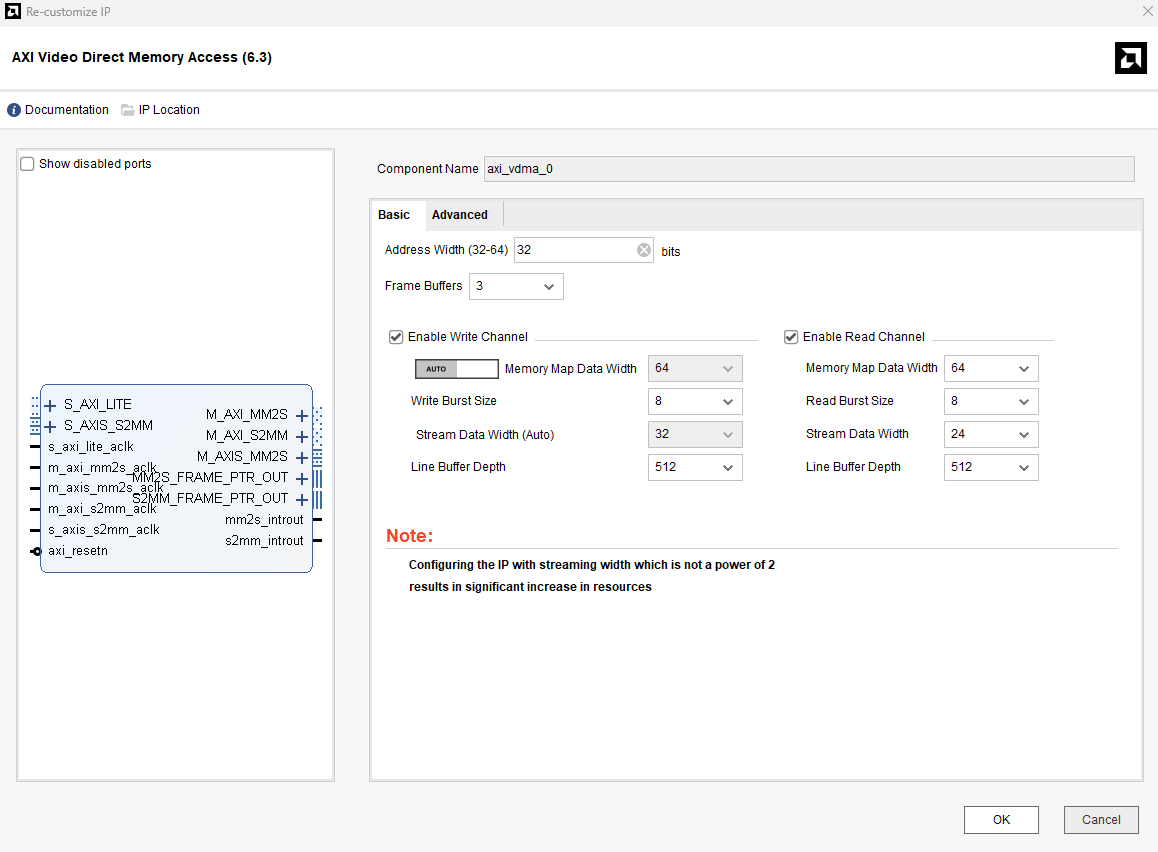 Re-customize IP
AXI Video Direct Memory Access (6.3)
Documentation IP Location
Show disabled ports
S_AXI_LITE
S_AXIS_S2MM
s_axi_lite_aclk
m_axi_mm2s_aclk
m_axis_mm2s_aclk
m_axi_s2mm_aclk
s_axis_s2mm_aclk
axi_resetn
M_AXI_MM2S
M_AXI_S2MM
M_AXIS_MM2S
MM2S_FRAME_PTR_OUT
S2MM_FRAME_PTR_OUT
mm2s_introut
s2mm_introut
Component Name axi_vdma_0
Basic Advanced
Address Width (32-64) 32 bits
Frame Buffers 3
Enable Write Channel
AUTO Memory Map Data Width 64
Write Burst Size 8
Stream Data Width (Auto) 32
Line Buffer Depth 512
Enable Read Channel
Memory Map Data Width 64
Read Burst Size 8
Stream Data Width 24
Line Buffer Depth 512
Note:
Configuring the IP with streaming width which is not a power of 2
results in significant increase in resources
OK Cancel